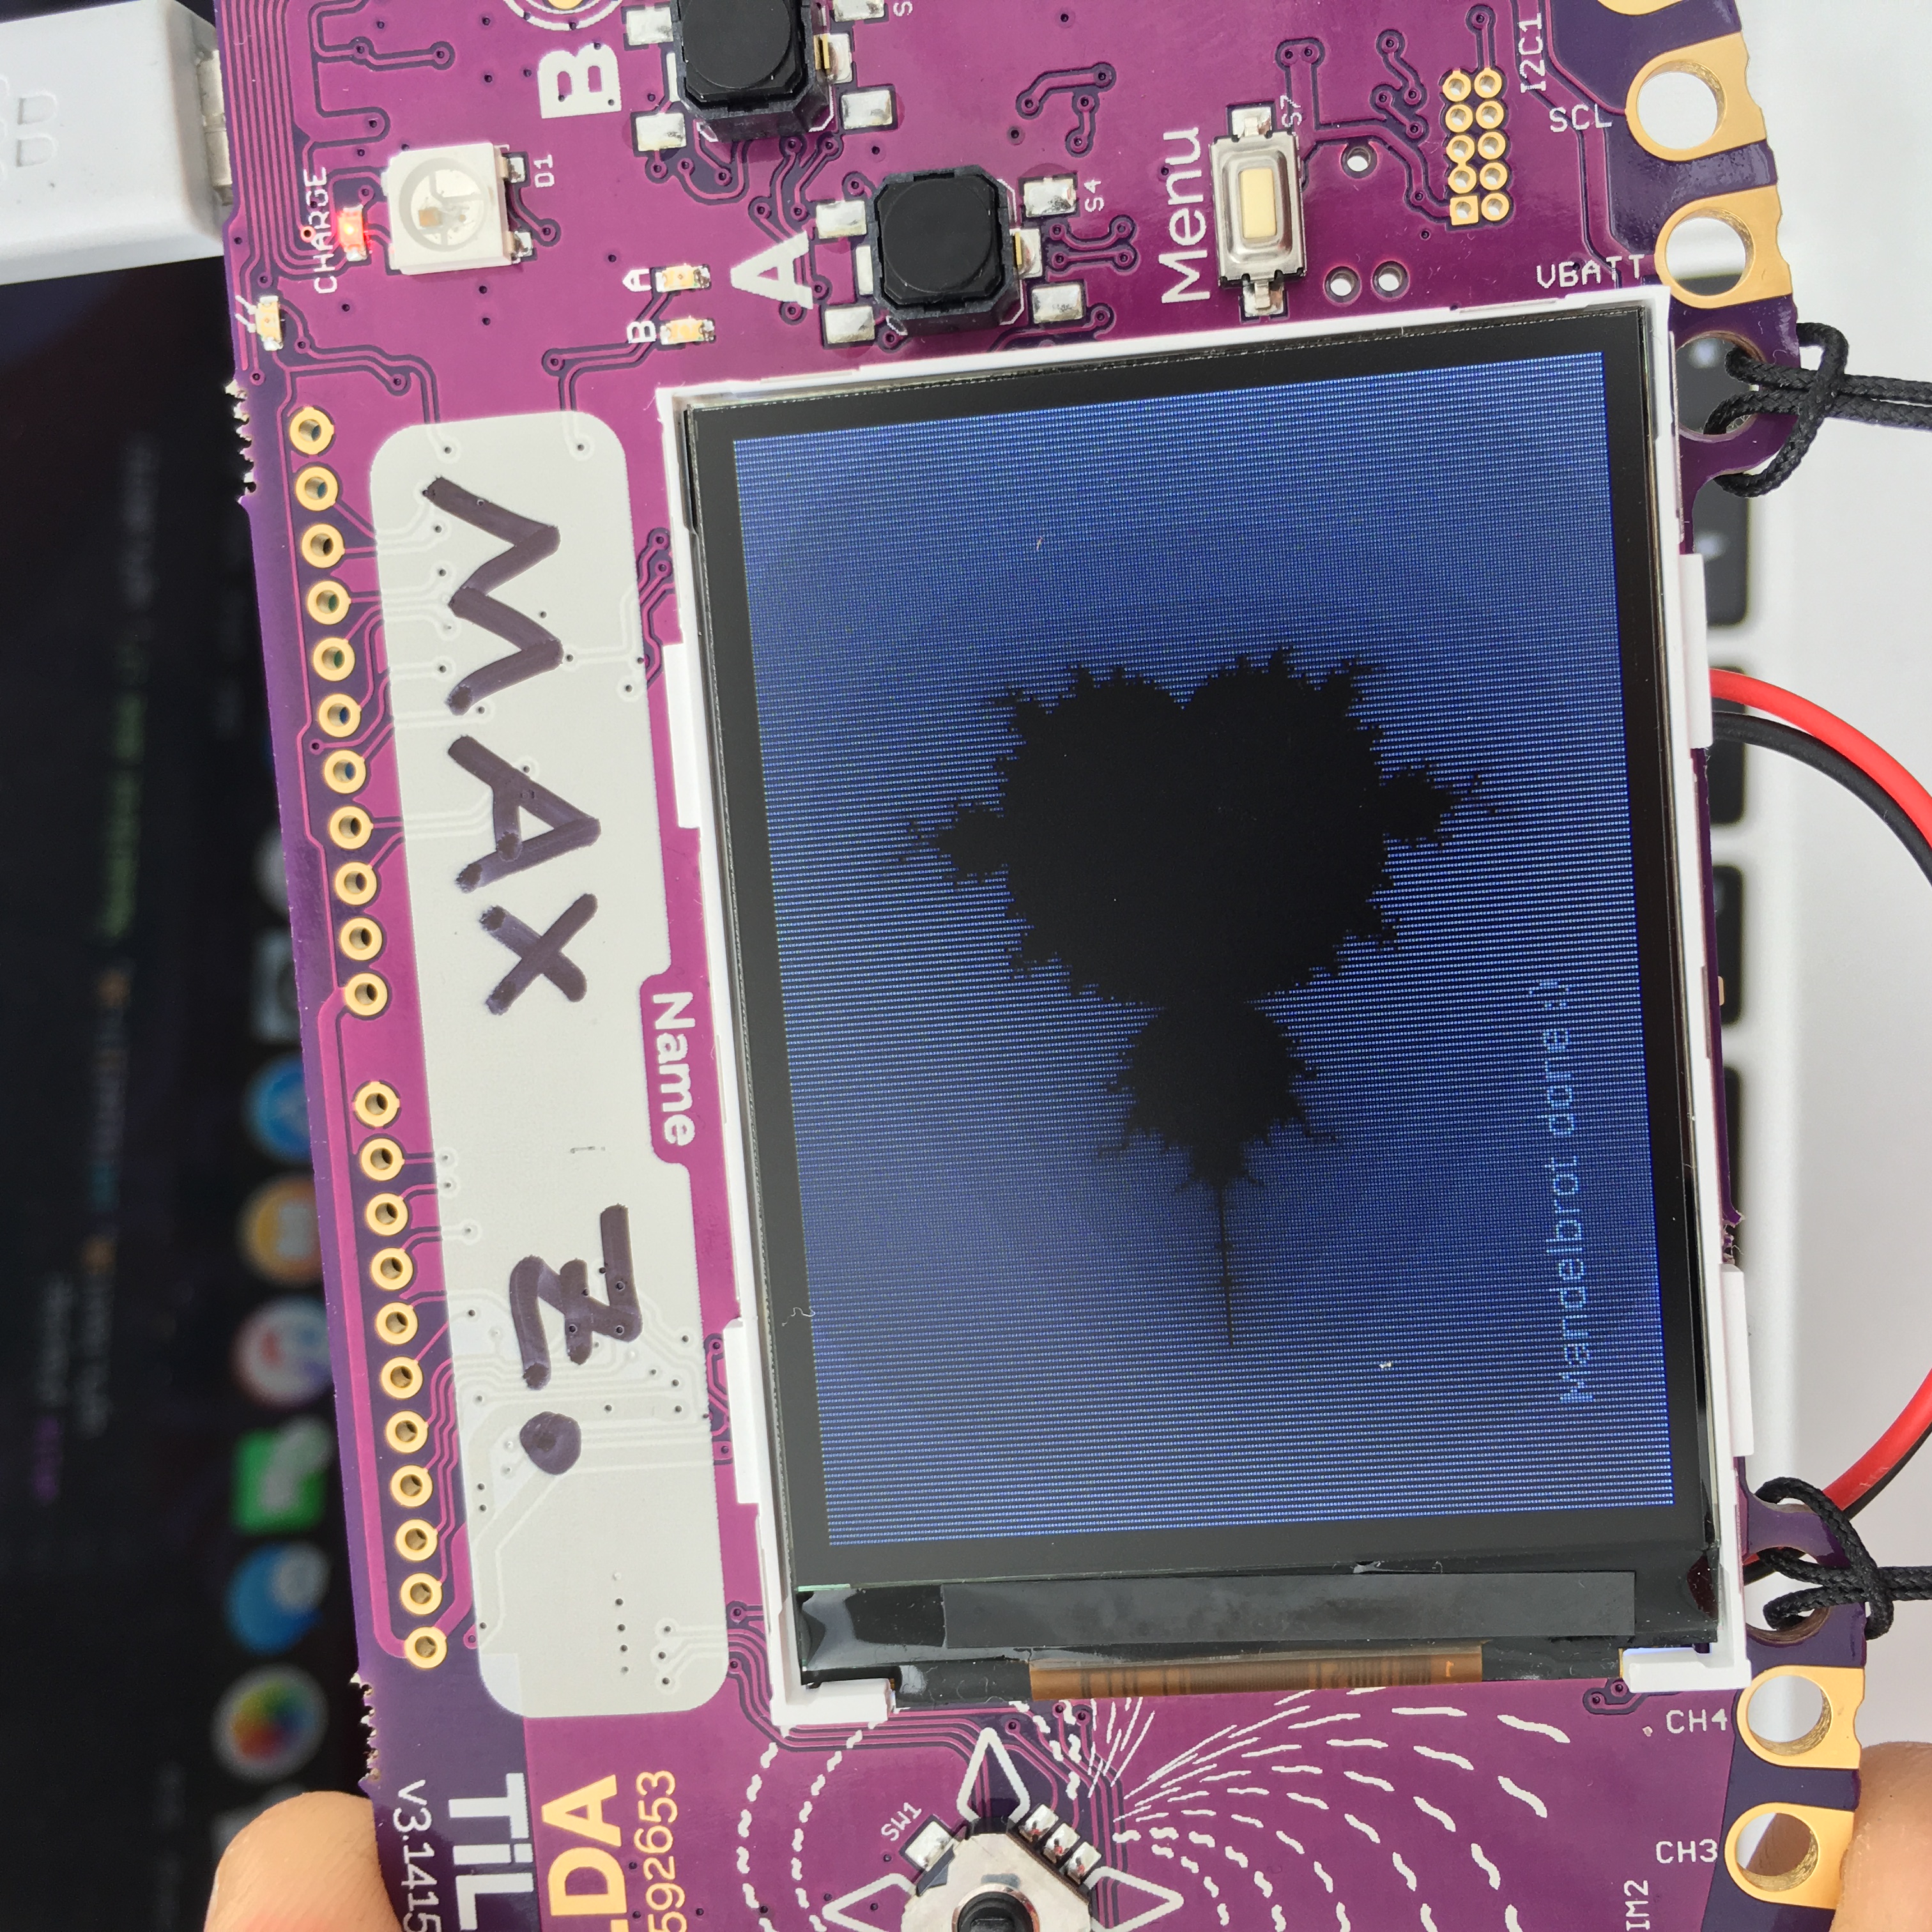 CHARGE
V3.1415
TiL
LDA
592653
MAX Z.
Name
D1
B
B A
A
TMS
S4
Menu
S7
I2C1
SCL
VBATT
Mandelbrot done :)
IM2
CH3
CH4